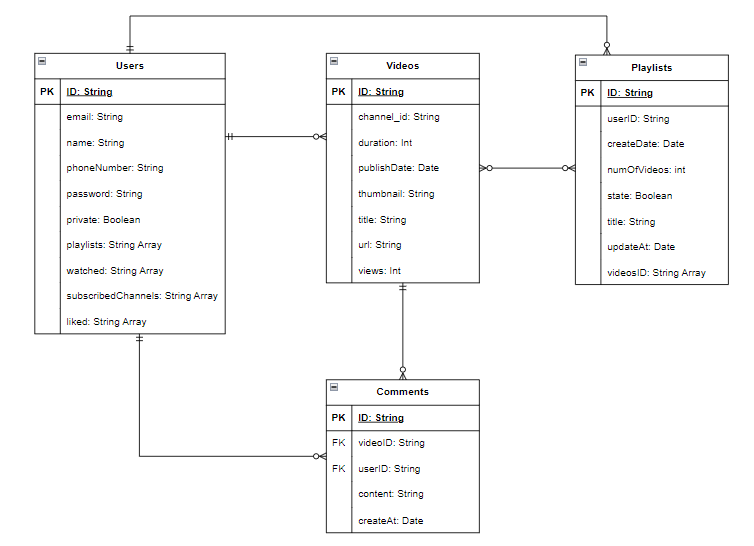 Users
PK ID: String
email: String
name: String
phoneNumber: String
password: String
private: Boolean
playlists: String Array
watched: String Array
subscribedChannels: String Array
liked: String Array
Videos
PK ID: String
channel_id: String
duration: Int
publishDate: Date
thumbnail: String
title: String
url: String
views: Int
Playlists
PK ID: String
userID: String
createDate: Date
numOfVideos: int
state: Boolean
title: String
updateAt: Date
videosID: String Array
Comments
PK ID: String
FK videoID: String
FK userID: String
content: String
createAt: Date